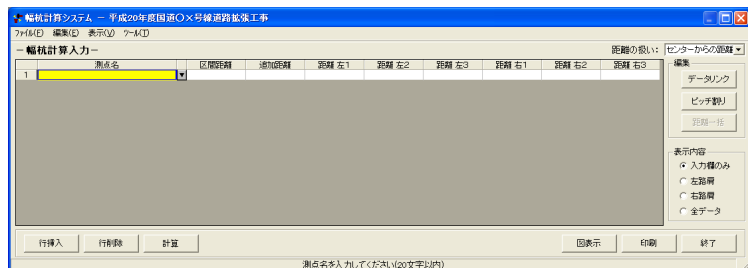 幅杭計算システム － 平成20年度国道〇×号線道路拡張工事
ファイル(F) 編集(E) 表示(V) ツール(T)
－幅杭計算入力－ 距離の扱い： センターからの距離
測点名 区間距離 追加距離 距離 左1 距離 左2 距離 左3 距離 右1 距離 右2 距離 右3
1
編集
データリンク
ピッチ割り
距離一括
表示内容
入力欄のみ
左路肩
右路肩
全データ
行挿入 行削除 計算 図表示 印刷 終了
測点名を入力してください(20文字以内)